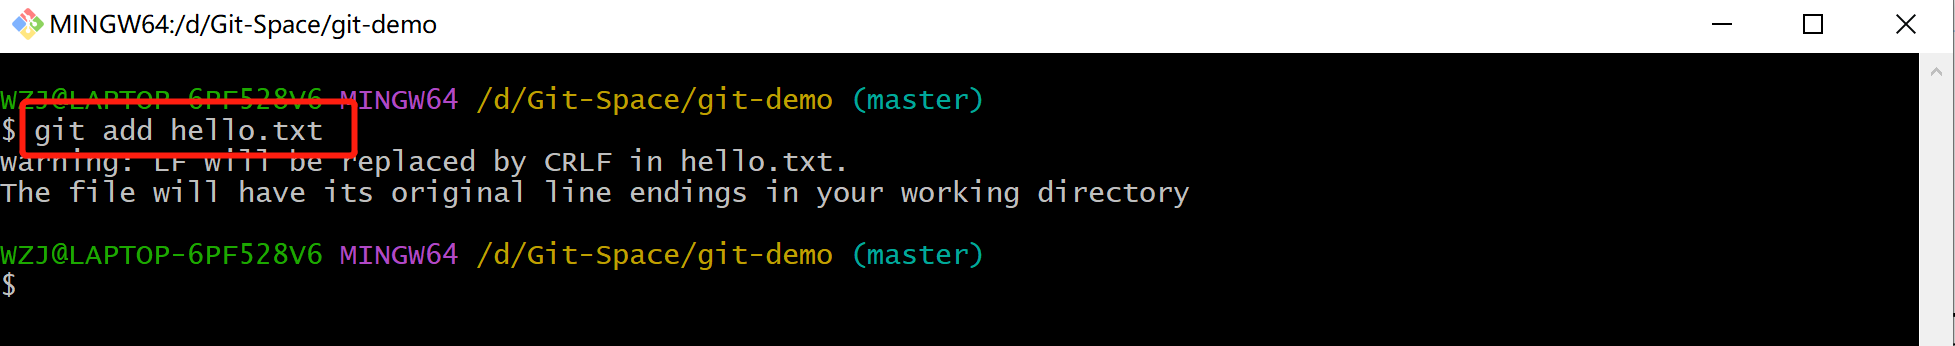 MINGW64:/d/Git-Space/git-demo
WZJ@LAPTOP-6PF528V6 MINGW64 /d/Git-Space/git-demo (master)
$ git add hello.txt
warning: LF will be replaced by CRLF in hello.txt.
The file will have its original line endings in your working directory
WZJ@LAPTOP-6PF528V6 MINGW64 /d/Git-Space/git-demo (master)
$